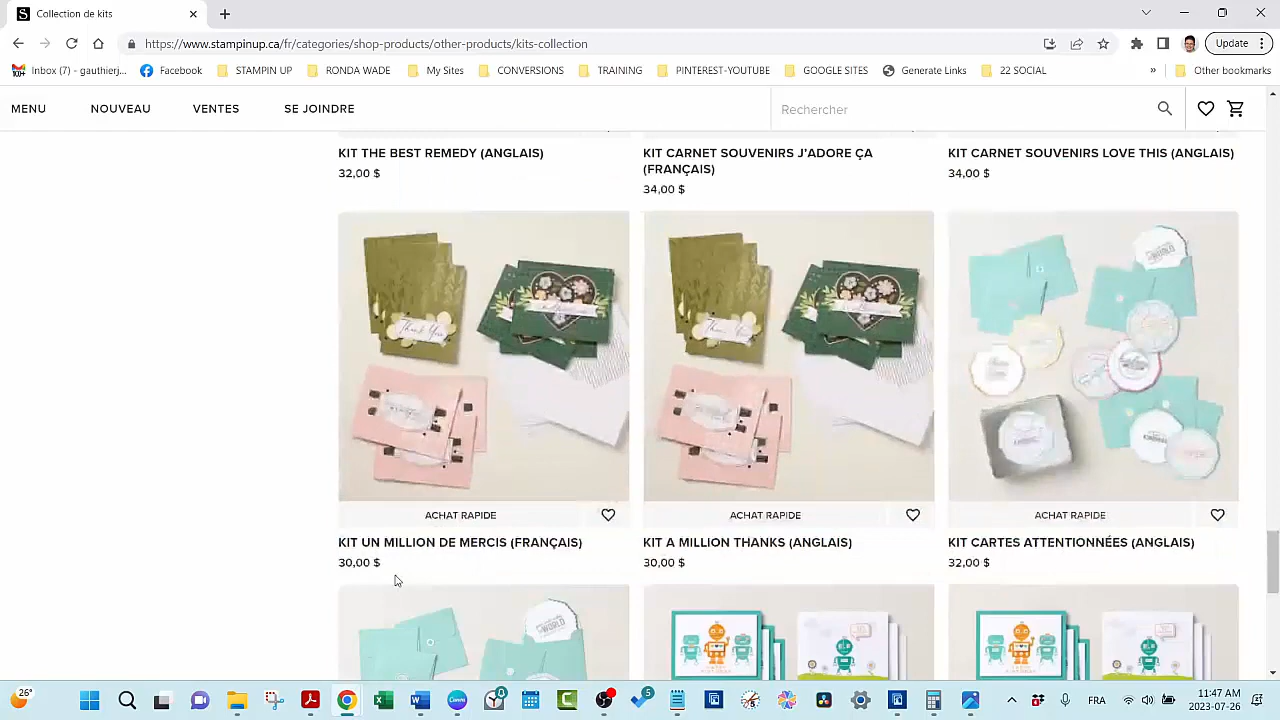 Collection de kits
https://www.stampinup.ca/fr/categories/shop-products/other-products/kits-collection
Update
Inbox (7) - gauthierj... Facebook STAMPIN UP RONDA WADE My Sites CONVERSIONS TRAINING PINTEREST-YOUTUBE GOOGLE SITES Generate Links 22 SOCIAL » Other bookmarks
MENU NOUVEAU VENTES SE JOINDRE Rechercher
KIT THE BEST REMEDY (ANGLAIS)
32,00 $
KIT CARNET SOUVENIRS J'ADORE ÇA
(FRANÇAIS)
34,00 $
KIT CARNET SOUVENIRS LOVE THIS (ANGLAIS)
34,00 $
Thank You
WORLD
ACHAT RAPIDE
KIT UN MILLION DE MERCIS (FRANÇAIS)
30,00 $
ACHAT RAPIDE
KIT A MILLION THANKS (ANGLAIS)
30,00 $
ACHAT RAPIDE
KIT CARTES ATTENTIONNÉES (ANGLAIS)
32,00 $
WORLD
26°
FRA
11:47 AM
2023-07-26